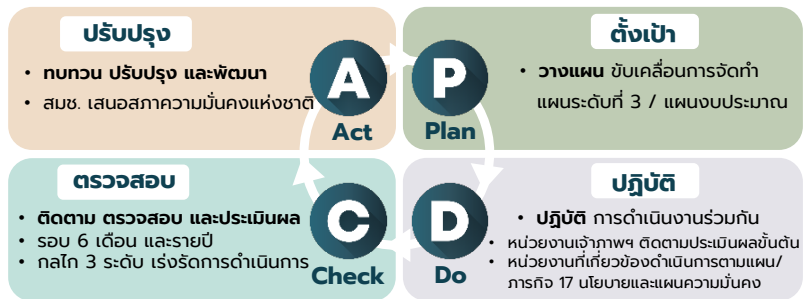 ปรับปรุง
• ทบทวน ปรับปรุง และพัฒนา
• สมช. เสนอสภาความมั่นคงแห่งชาติ
A
Act
ตั้งเป้า
• วางแผน ขับเคลื่อนการจัดทำ
แผนระดับที่ 3 / แผนงบประมาณ
P
Plan
ตรวจสอบ
• ติดตาม ตรวจสอบ และประเมินผล
• รอบ 6 เดือน และรายปี
• กลไก 3 ระดับ เร่งรัดการดำเนินการ
C
Check
ปฏิบัติ
• ปฏิบัติ การดำเนินงานร่วมกัน
• หน่วยงานเจ้าภาพฯ ติดตามประเมินผลขั้นต้น
• หน่วยงานที่เกี่ยวข้องดำเนินการตามแผน/
ภารกิจ 17 นโยบายและแผนความมั่นคง
D
Do